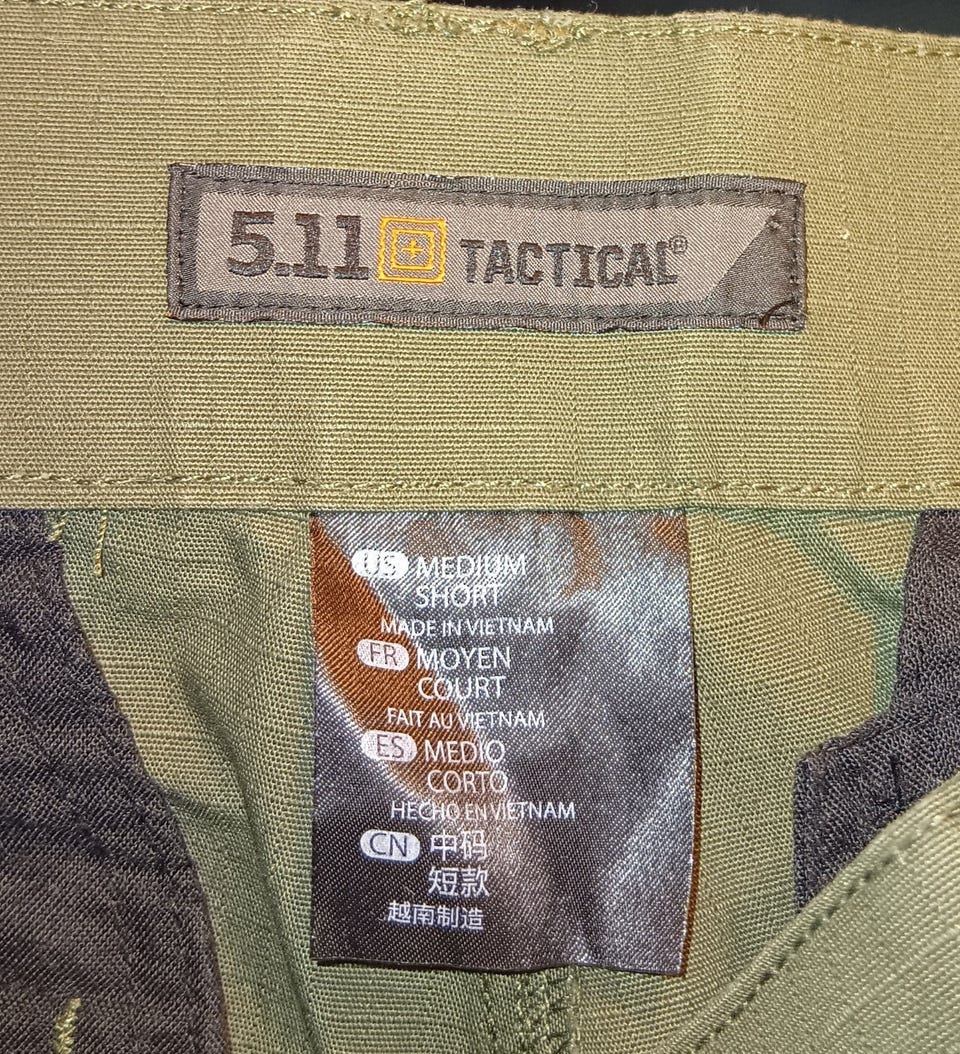 5.11 TACTICAL®
US MEDIUM
SHORT
MADE IN VIETNAM
FR MOYEN
COURT
FAIT AU VIETNAM
ES MEDIO
CORTO
HECHO EN VIETNAM
CN 中码
短款
越南制造